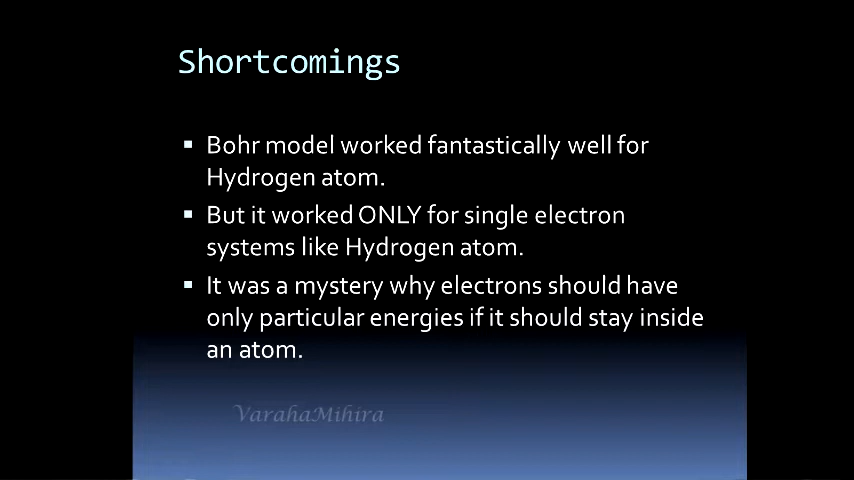 Shortcomings
▪ Bohr model worked fantastically well for
Hydrogen atom.
▪ But it worked ONLY for single electron
systems like Hydrogen atom.
▪ It was a mystery why electrons should have
only particular energies if it should stay inside
an atom.
VarahaMihira